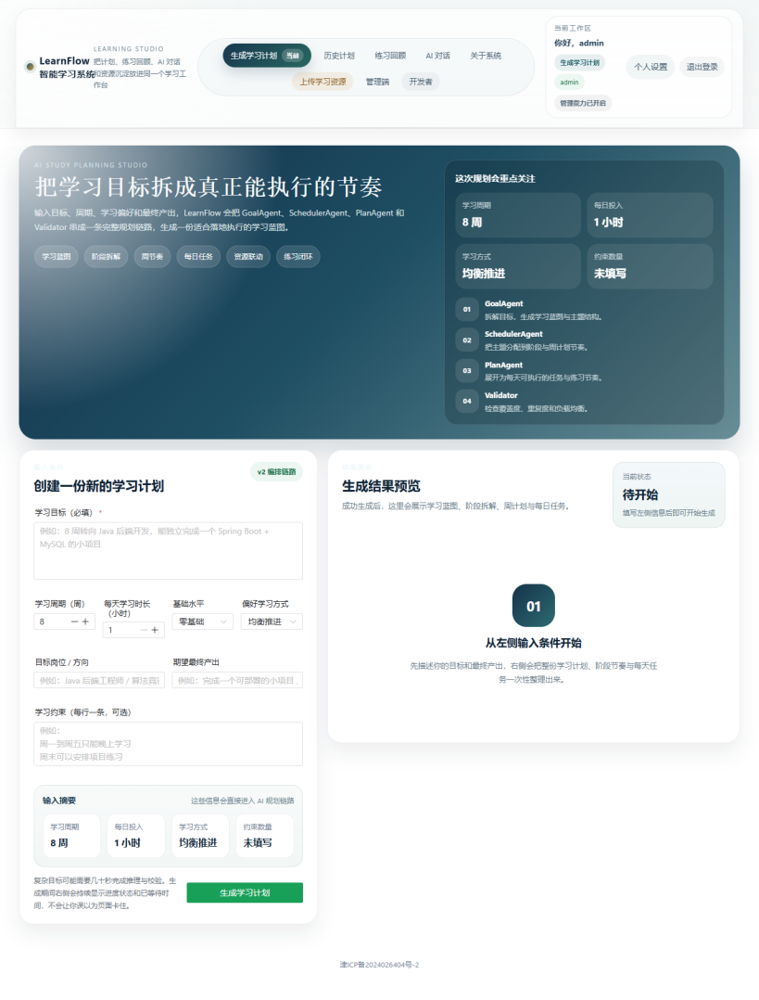 LearnFlow
智能学习系统
LEARNING STUDIO
把计划、练习回顾、AI 对话
和资源沉淀放进同一个学习工
作台
生成学习计划 当前
历史计划
练习回顾
AI 对话
关于系统
上传学习资源
管理端
开发者
当前工作区
你好，admin
生成学习计划
admin
管理能力已开启
个人设置
退出登录
AI STUDY PLANNING STUDIO
把学习目标拆成真正能执行的节奏
输入目标、周期、学习偏好和最终产出，LearnFlow 会把 GoalAgent、SchedulerAgent、PlanAgent 和
Validator 串成一条完整规划链路，生成一份适合落地执行的学习蓝图。
学习蓝图
阶段拆解
周节奏
每日任务
资源联动
练习闭环
这次规划会重点关注
学习周期
8 周
每日投入
1 小时
学习方式
均衡推进
约束数量
未填写
01
GoalAgent
拆解目标，生成学习蓝图与主题结构。
02
SchedulerAgent
把主题分配到阶段与周计划节奏。
03
PlanAgent
展开为每天可执行的任务与练习节奏。
04
Validator
检查覆盖度、重复度和负载均衡。
创建一份新的学习计划
v2 编排链路
学习目标（必填） *
例如：8 周转向 Java 后端开发，能独立完成一个 Spring Boot +
MySQL 的小项目
学习周期（周）
8
每天学习时长
（小时）
1
基础水平
零基础
偏好学习方式
均衡推进
目标岗位 / 方向
例如：Java 后端工程师 / 算法竞
期望最终产出
例如：完成一个可部署的小项目
学习约束（每行一条，可选）
例如：
周一到周五只能晚上学习
周末可以安排项目练习
输入摘要
这些信息会直接进入 AI 规划链路
学习周期
8 周
每日投入
1 小时
学习方式
均衡推进
约束数量
未填写
复杂目标可能需要几十秒完成推理与校验。生
成期间右侧会持续显示进度状态和已等待时
间，不会让你误以为页面卡住。
生成学习计划
生成结果预览
成功生成后，这里会展示学习蓝图、阶段拆解、周计划与每日任务。
当前状态
待开始
填写左侧信息后即可开始生成
01
从左侧输入条件开始
先描述你的目标和最终产出，右侧会把整份学习计划、阶段节奏与每天任
务一次性整理出来。
津ICP备2024026404号-2